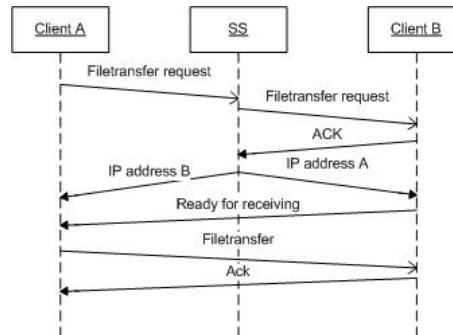 Client A
SS
Client B
Filetransfer request
Filetransfer request
ACK
IP address B
IP address A
Ready for receiving
Filetransfer
Ack